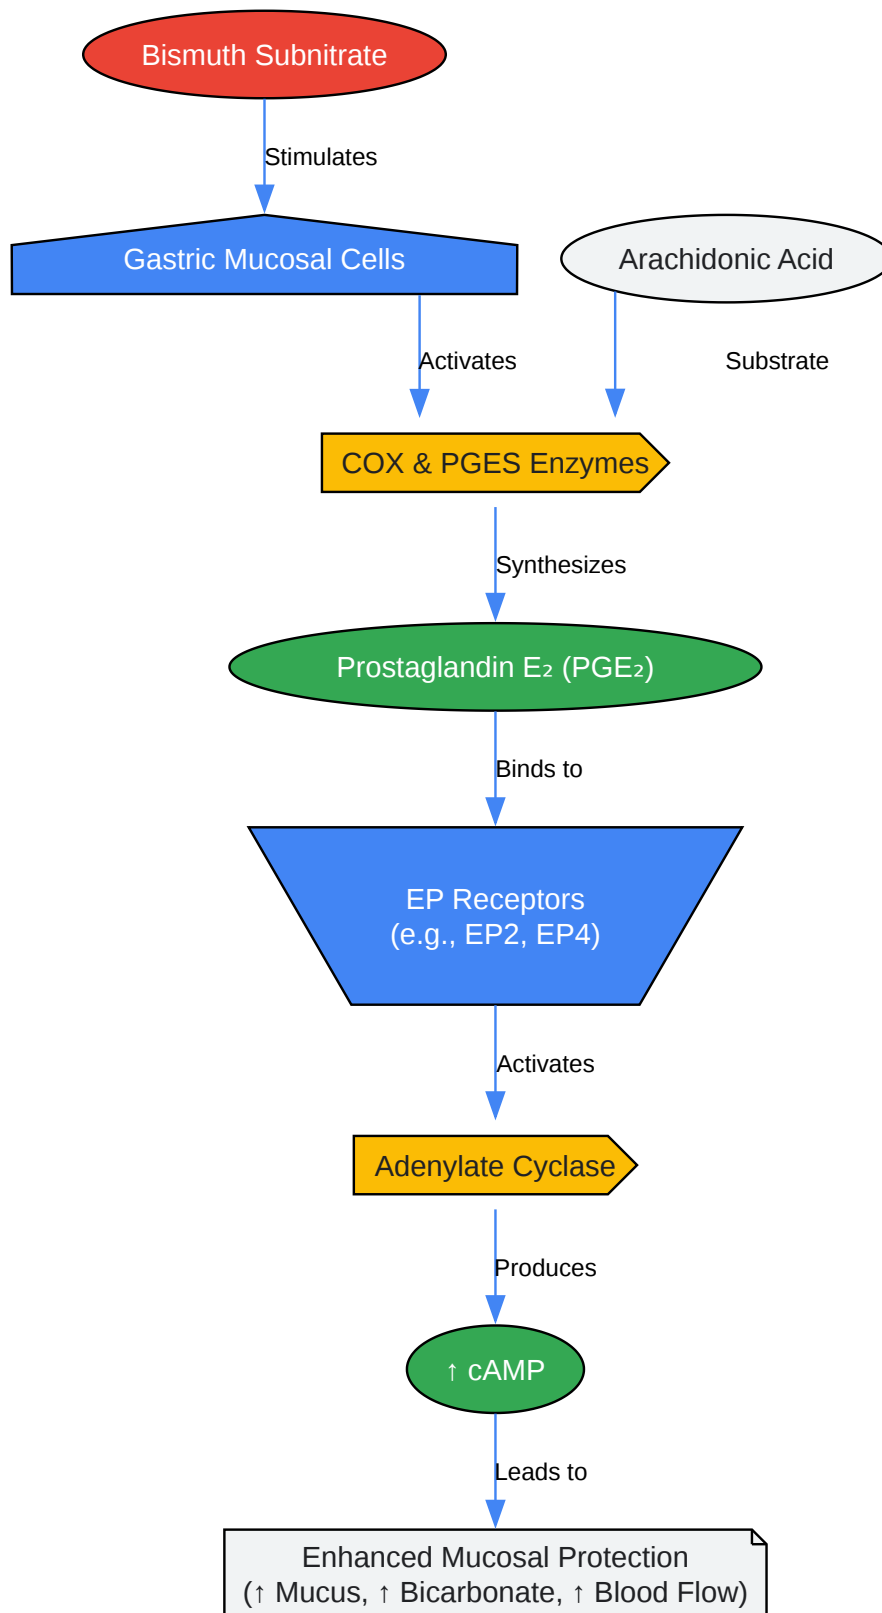 Bismuth Subnitrate
Stimulates
Gastric Mucosal Cells
Arachidonic Acid
Activates
Substrate
COX & PGES Enzymes
Synthesizes
Prostaglandin E₂ (PGE₂)
Binds to
EP Receptors
(e.g., EP2, EP4)
Activates
Adenylate Cyclase
Produces
↑ cAMP
Leads to
Enhanced Mucosal Protection
(↑ Mucus, ↑ Bicarbonate, ↑ Blood Flow)